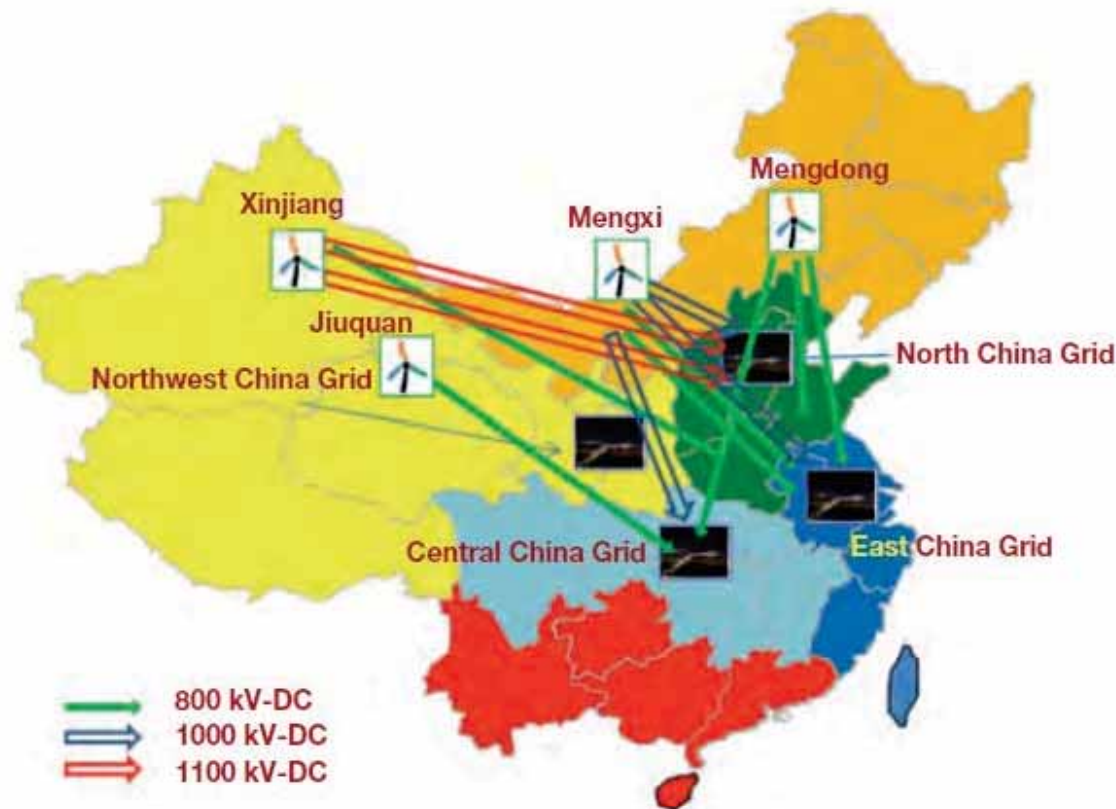 Mengdong
Xinjiang
Mengxi
Jiuquan
North China Grid
Northwest China Grid
Central China Grid
East China Grid
800 kV-DC
1000 kV-DC
1100 kV-DC